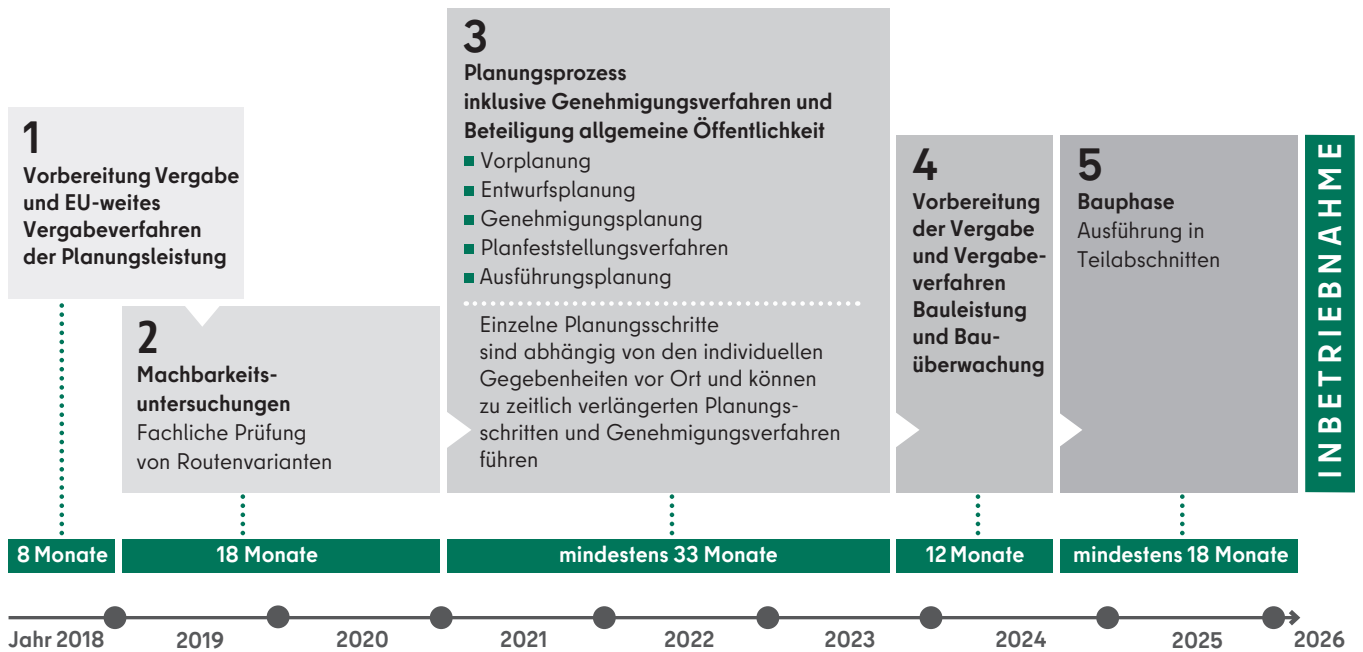 1
Vorbereitung Vergabe
und EU-weites
Vergabeverfahren
der Planungsleistung
2
Machbarkeits-
untersuchungen
Fachliche Prüfung
von Routenvarianten
3
Planungsprozess
inklusive Genehmigungsverfahren und
Beteiligung allgemeine Öffentlichkeit
Vorplanung
Entwurfsplanung
Genehmigungsplanung
Planfeststellungsverfahren
Ausführungsplanung
Einzelne Planungsschritte
sind abhängig von den individuellen
Gegebenheiten vor Ort und können
zu zeitlich verlängerten Planungs-
schritten und Genehmigungsverfahren
führen
4
Vorbereitung
der Vergabe
und Vergabe-
verfahren
Bauleistung
und Bau-
überwachung
5
Bauphase
Ausführung in
Teilabschnitten
INBETRIEBNAHME
8 Monate
18 Monate
mindestens 33 Monate
12 Monate
mindestens 18 Monate
Jahr 2018
2019
2020
2021
2022
2023
2024
2025
2026